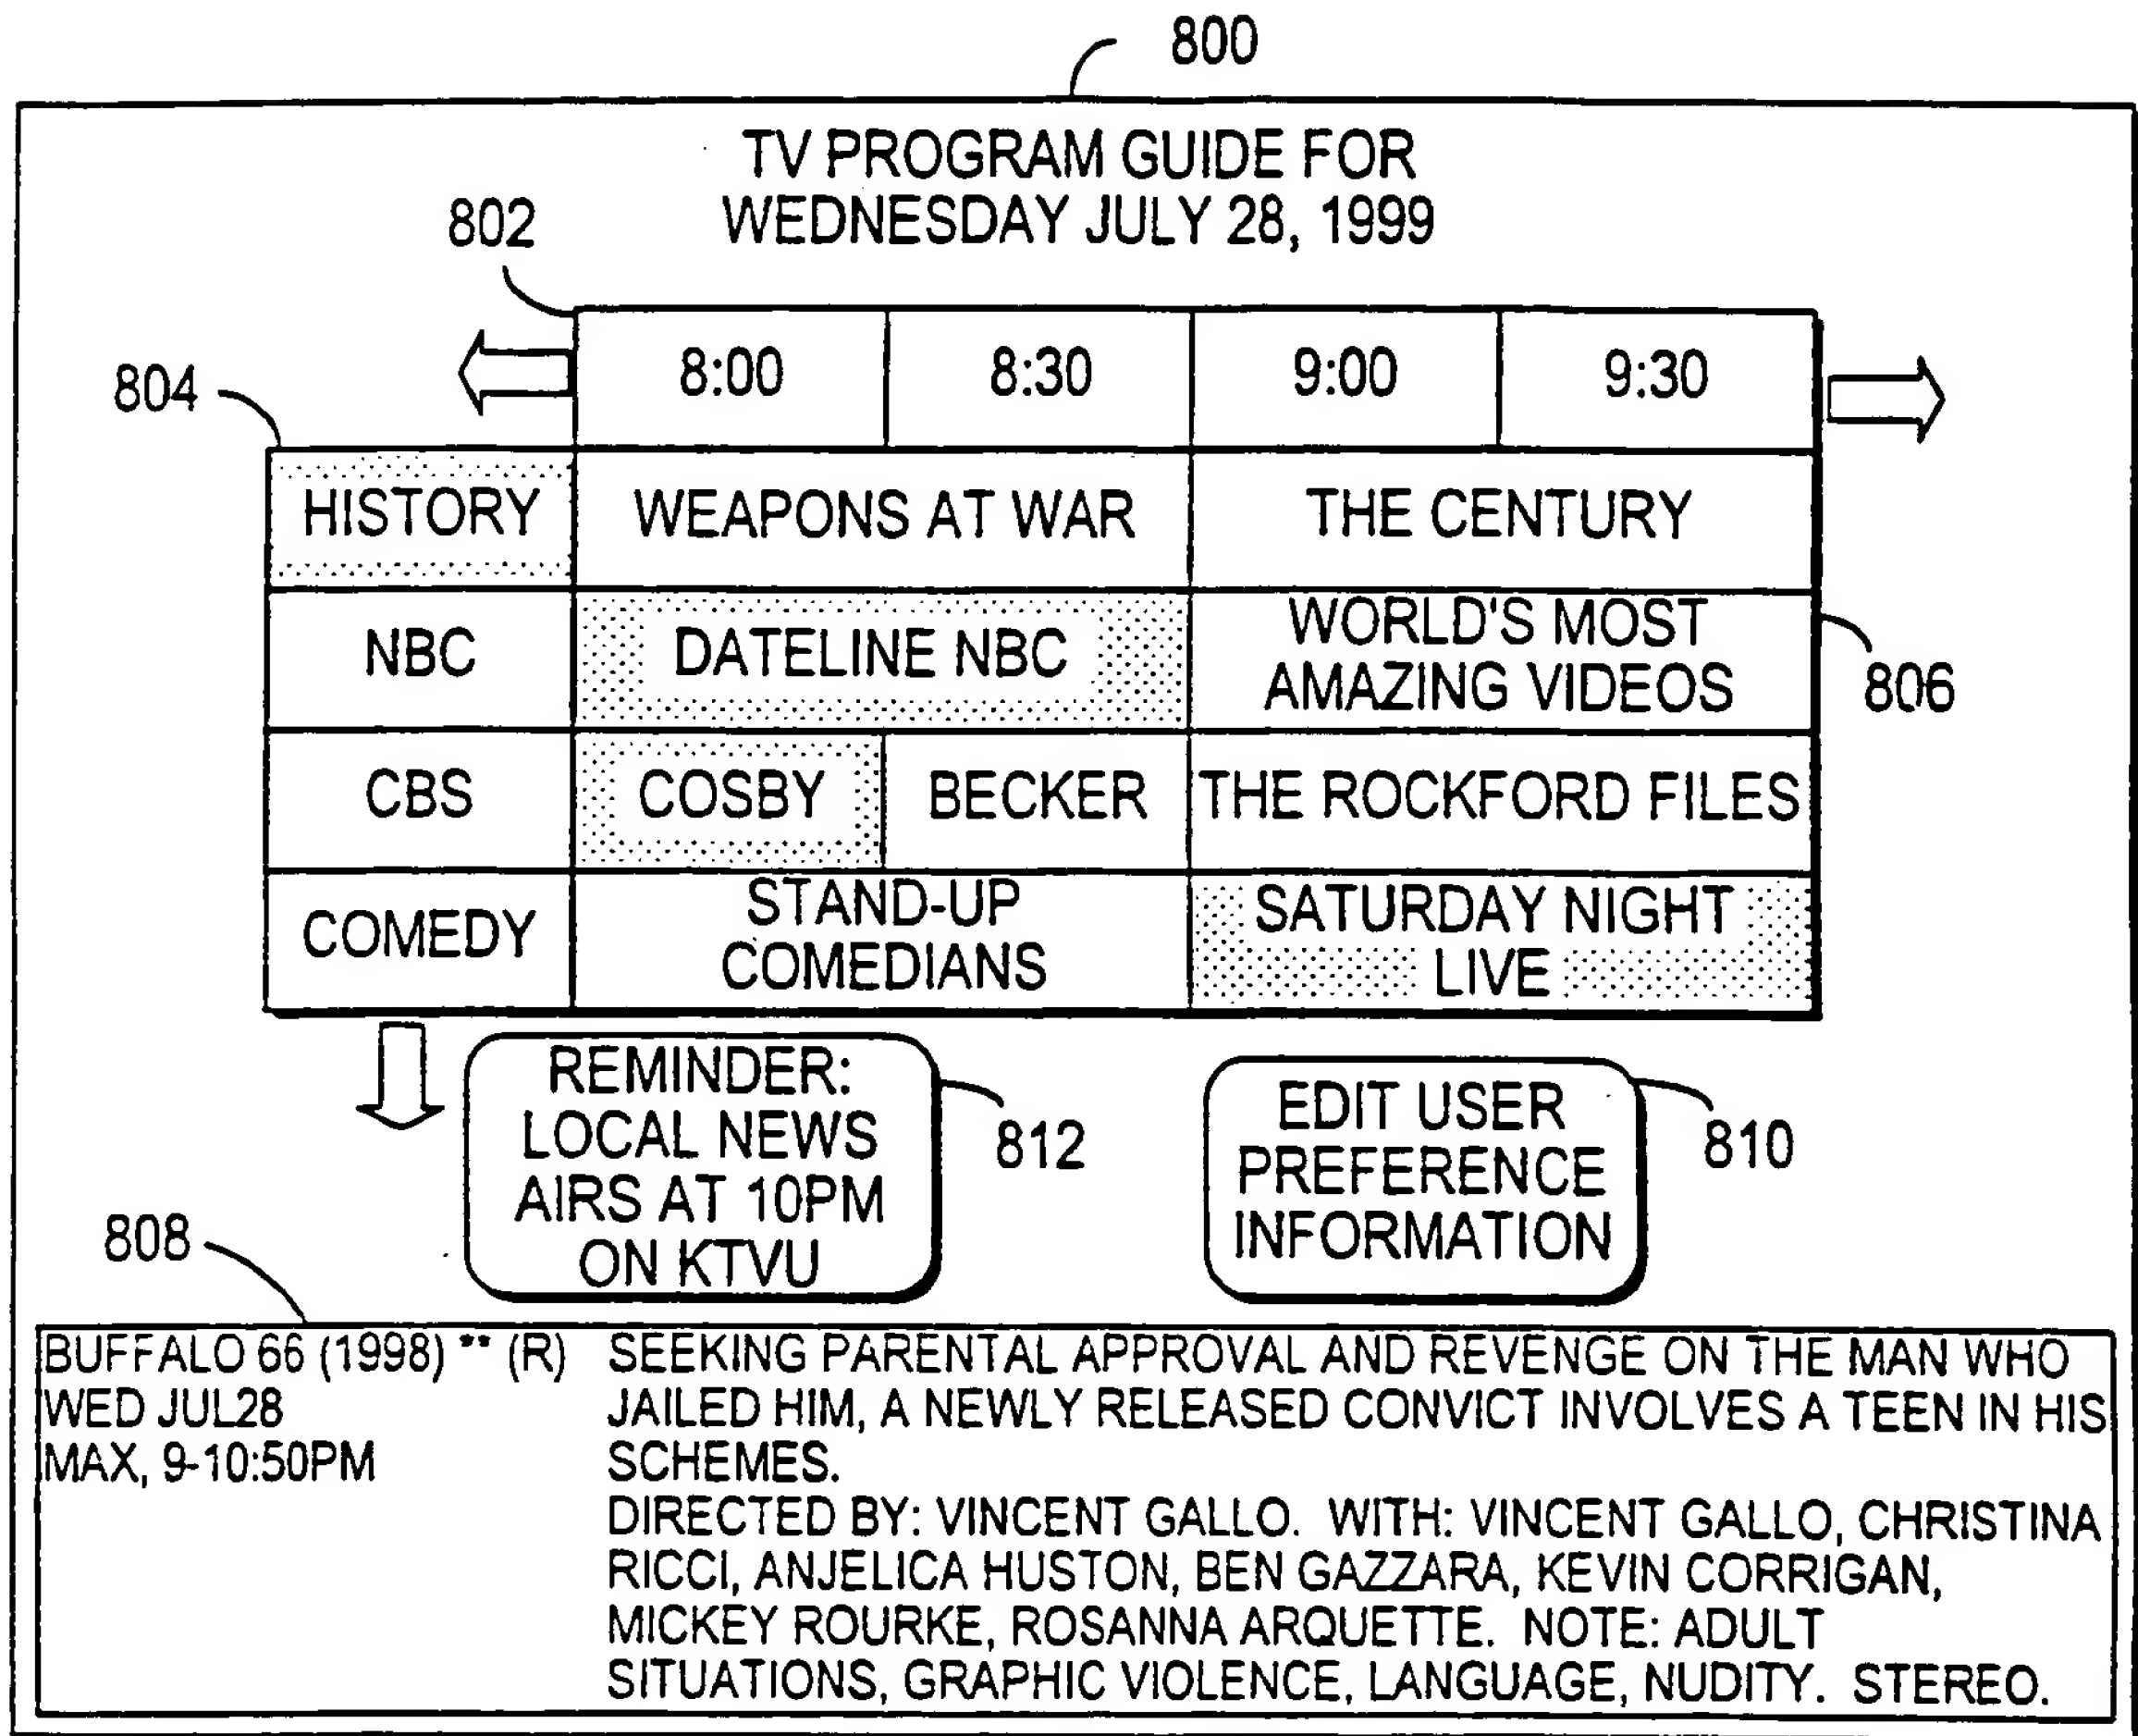 800
TV PROGRAM GUIDE FOR
WEDNESDAY JULY 28, 1999
802
8:00 8:30 9:00 9:30
804
HISTORY WEAPONS AT WAR THE CENTURY
NBC DATELINE NBC WORLD'S MOST
AMAZING VIDEOS
806
CBS COSBY BECKER THE ROCKFORD FILES
COMEDY STAND-UP
COMEDIANS
SATURDAY NIGHT
LIVE
REMINDER:
LOCAL NEWS
AIRS AT 10PM
ON KTVU
812
EDIT USER
PREFERENCE
INFORMATION
810
808
BUFFALO 66 (1998) ** (R)
WED JUL28
MAX, 9-10:50PM
SEEKING PARENTAL APPROVAL AND REVENGE ON THE MAN WHO
JAILED HIM, A NEWLY RELEASED CONVICT INVOLVES A TEEN IN HIS
SCHEMES.
DIRECTED BY: VINCENT GALLO. WITH: VINCENT GALLO, CHRISTINA
RICCI, ANJELICA HUSTON, BEN GAZZARA, KEVIN CORRIGAN,
MICKEY ROURKE, ROSANNA ARQUETTE. NOTE: ADULT
SITUATIONS, GRAPHIC VIOLENCE, LANGUAGE, NUDITY. STEREO.